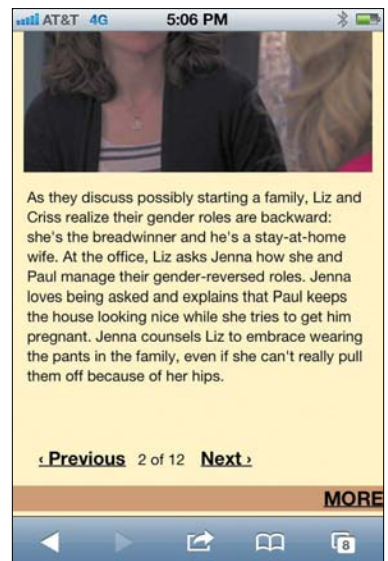 AT&T 4G 5:06 PM
As they discuss possibly starting a family, Liz and
Criss realize their gender roles are backward:
she's the breadwinner and he's a stay-at-home
wife. At the office, Liz asks Jenna how she and
Paul manage their gender-reversed roles. Jenna
loves being asked and explains that Paul keeps
the house looking nice while she tries to get him
pregnant. Jenna counsels Liz to embrace wearing
the pants in the family, even if she can't really pull
them off because of her hips.
‹ Previous 2 of 12 Next ›
MORE
8